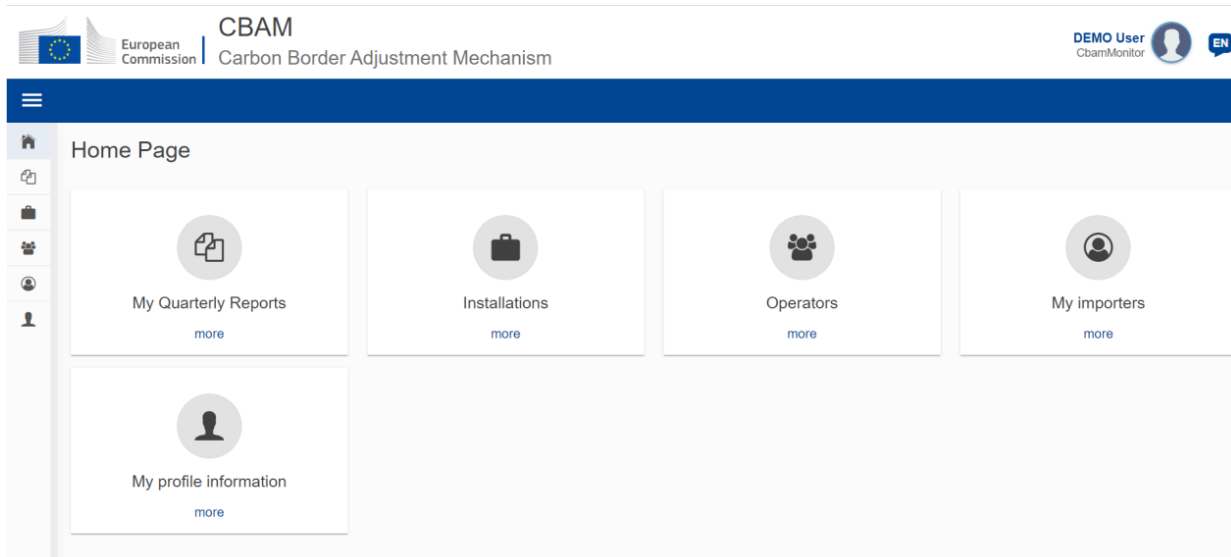 European
Commission
CBAM
Carbon Border Adjustment Mechanism
DEMO User
CbamMonitor
EN
Home Page
My Quarterly Reports
more
Installations
more
Operators
more
My importers
more
My profile information
more